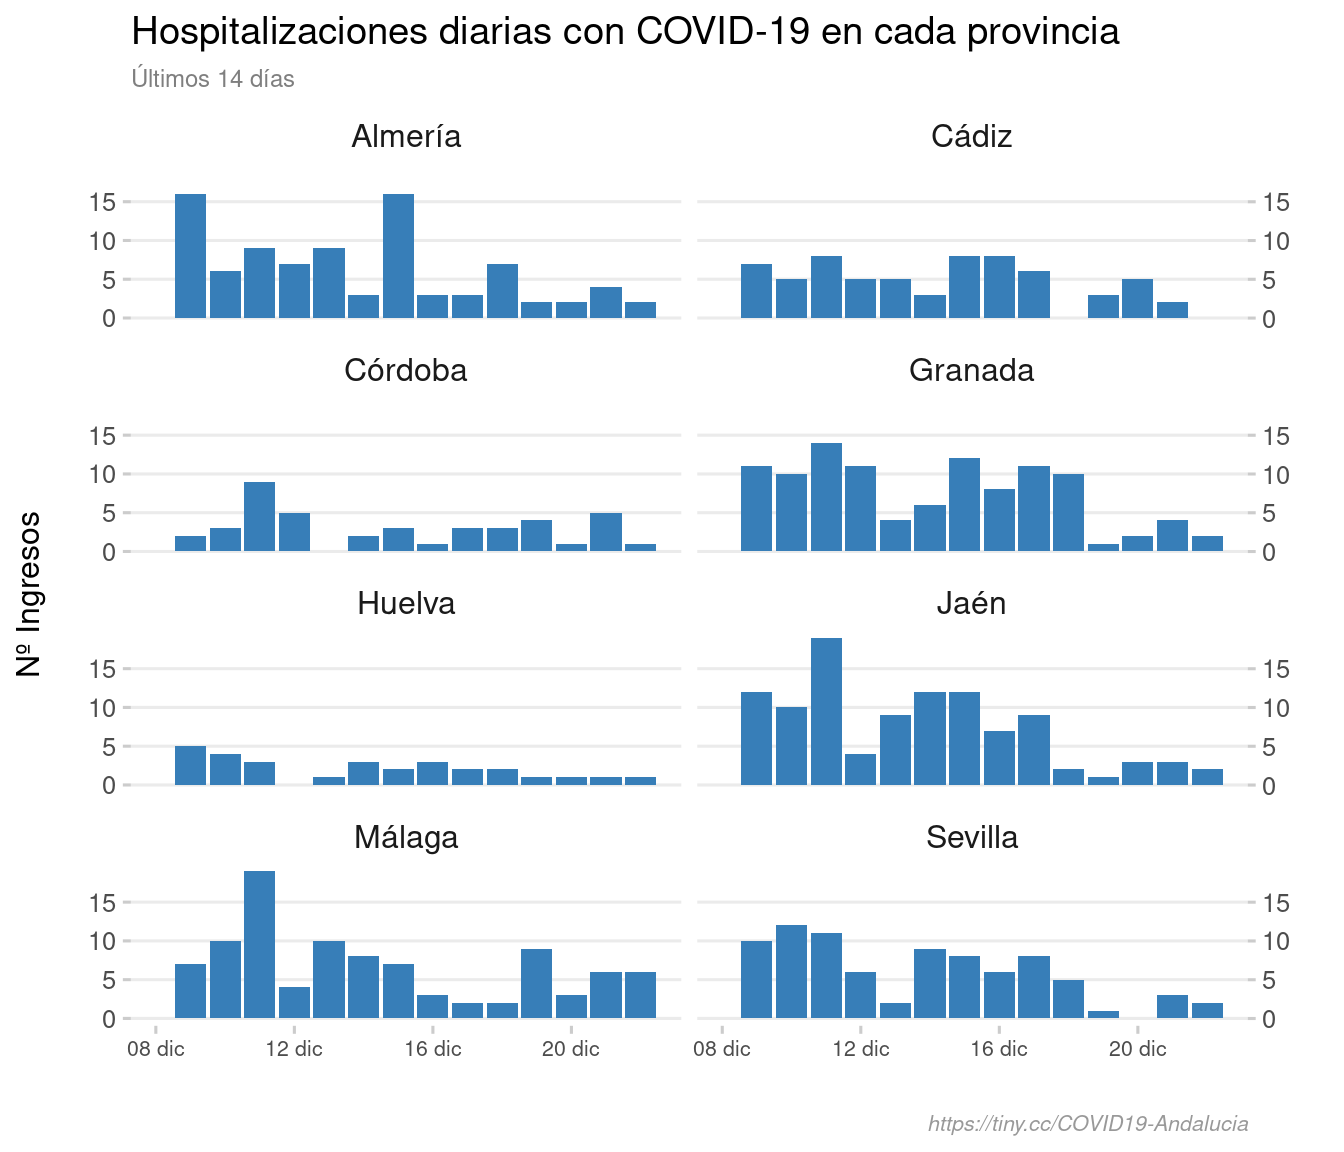 Hospitalizaciones diarias con COVID-19 en cada provincia
Últimos 14 días
Almería
Cádiz
15
10
5
0
15
10
5
0
Córdoba
Granada
15
10
5
0
15
10
5
0
Huelva
Jaén
15
10
5
0
15
10
5
0
Málaga
Sevilla
15
10
5
0
15
10
5
0
Nº Ingresos
08 dic 12 dic 16 dic 20 dic
08 dic 12 dic 16 dic 20 dic
https://tiny.cc/COVID19-Andalucia